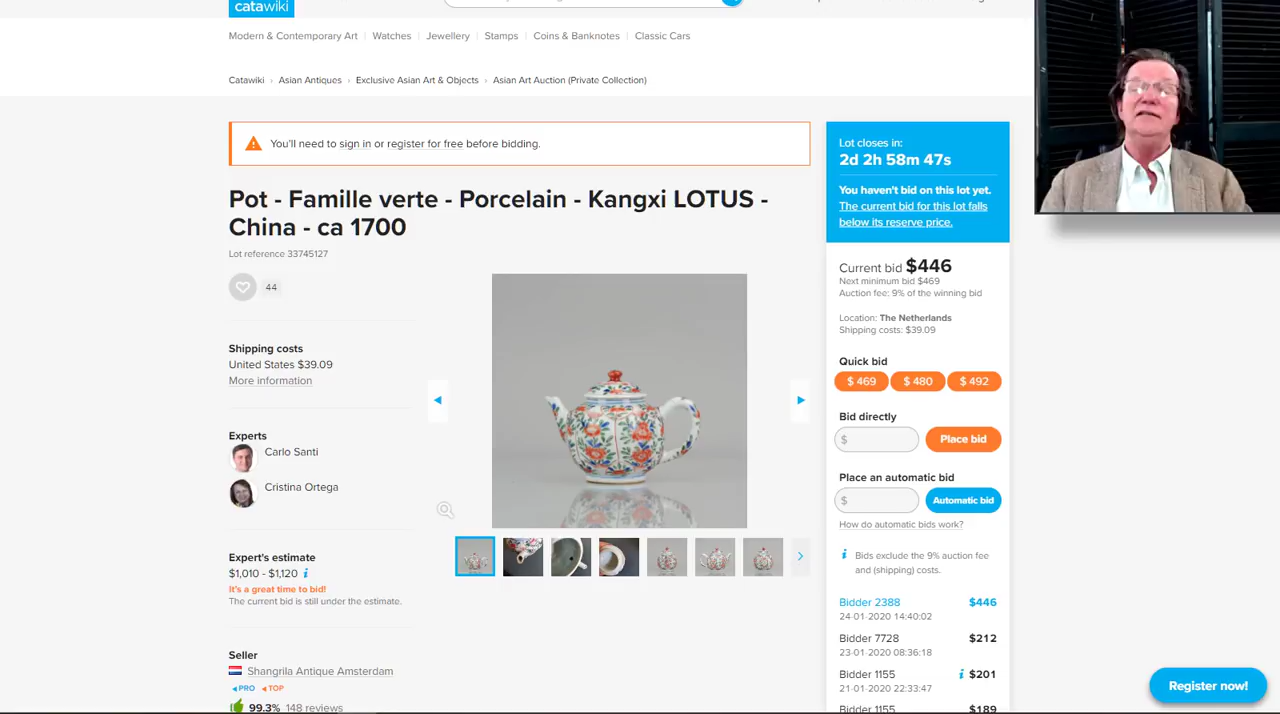 catawiki
Modern & Contemporary Art
Watches
Jewellery
Stamps
Coins & Banknotes
Classic Cars
Catawiki › Asian Antiques › Exclusive Asian Art & Objects › Asian Art Auction (Private Collection)
You'll need to sign in or register for free before bidding.
Pot - Famille verte - Porcelain - Kangxi LOTUS -
China - ca 1700
Lot reference 33745127
44
Shipping costs
United States $39.09
More information
Experts
Carlo Santi
Cristina Ortega
Expert's estimate
$1,010 - $1,120 i
It's a great time to bid!
The current bid is still under the estimate.
Seller
Shangrila Antique Amsterdam
PRO TOP
99.3% 148 reviews
Lot closes in:
2d 2h 58m 47s
You haven't bid on this lot yet.
The current bid for this lot falls
below its reserve price.
Current bid $446
Next minimum bid $469
Auction fee: 9% of the winning bid
Location: The Netherlands
Shipping costs: $39.09
Quick bid
$ 469 $ 480 $ 492
Bid directly
$ Place bid
Place an automatic bid
$ Automatic bid
How do automatic bids work?
i Bids exclude the 9% auction fee
and (shipping) costs.
Bidder 2388 $446
24-01-2020 14:40:02
Bidder 7728 $212
23-01-2020 08:36:18
Bidder 1155 i $201
21-01-2020 22:33:47
Bidder 1155 $189
Register now!